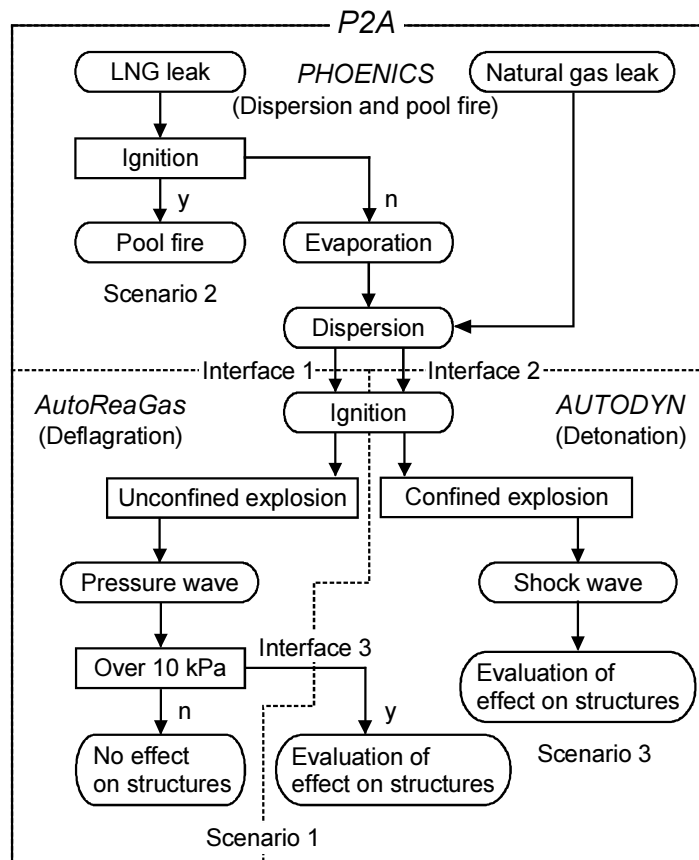 P2A
LNG leak
PHOENICS
(Dispersion and pool fire)
Natural gas leak
Ignition
y
n
Pool fire
Evaporation
Scenario 2
Dispersion
Interface 1
Interface 2
AutoReaGas
(Deflagration)
Ignition
AUTODYN
(Detonation)
Unconfined explosion
Confined explosion
Pressure wave
Shock wave
Over 10 kPa
Interface 3
Evaluation of
effect on structures
n
y
No effect
on structures
Evaluation of
effect on structures
Scenario 3
Scenario 1